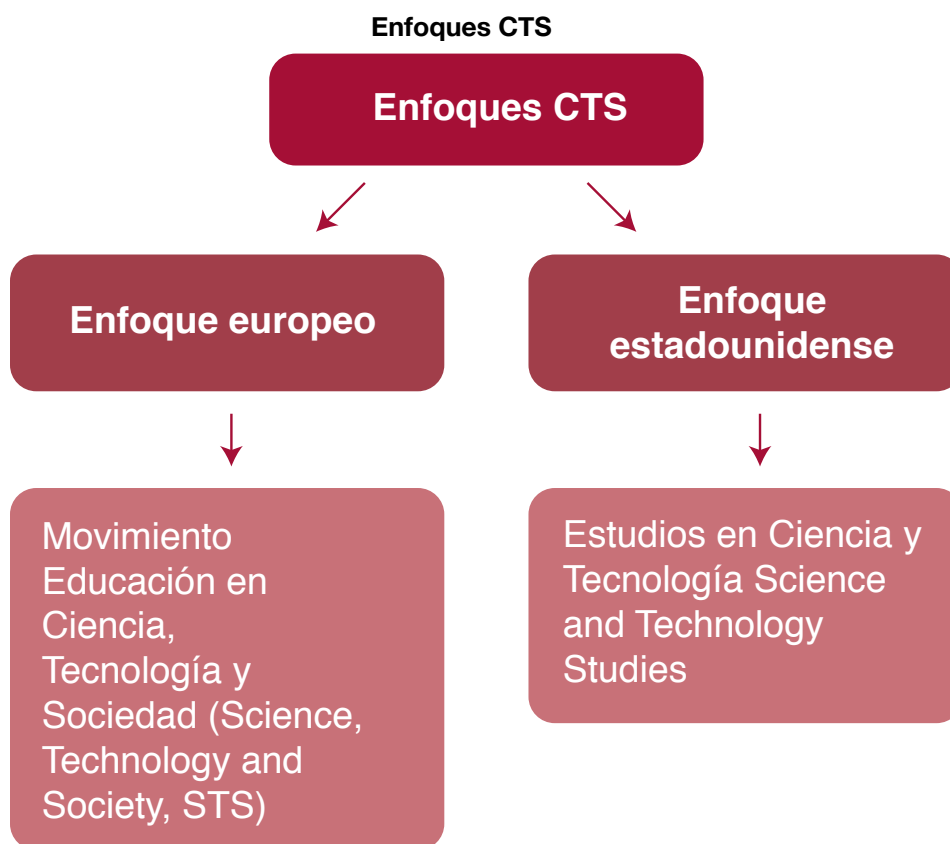 Enfoques CTS
Enfoques CTS
Enfoque europeo
Enfoque
estadounidense
Movimiento
Educación en
Ciencia,
Tecnología y
Sociedad (Science,
Technology and
Society, STS)
Estudios en Ciencia y
Tecnología Science
and Technology
Studies